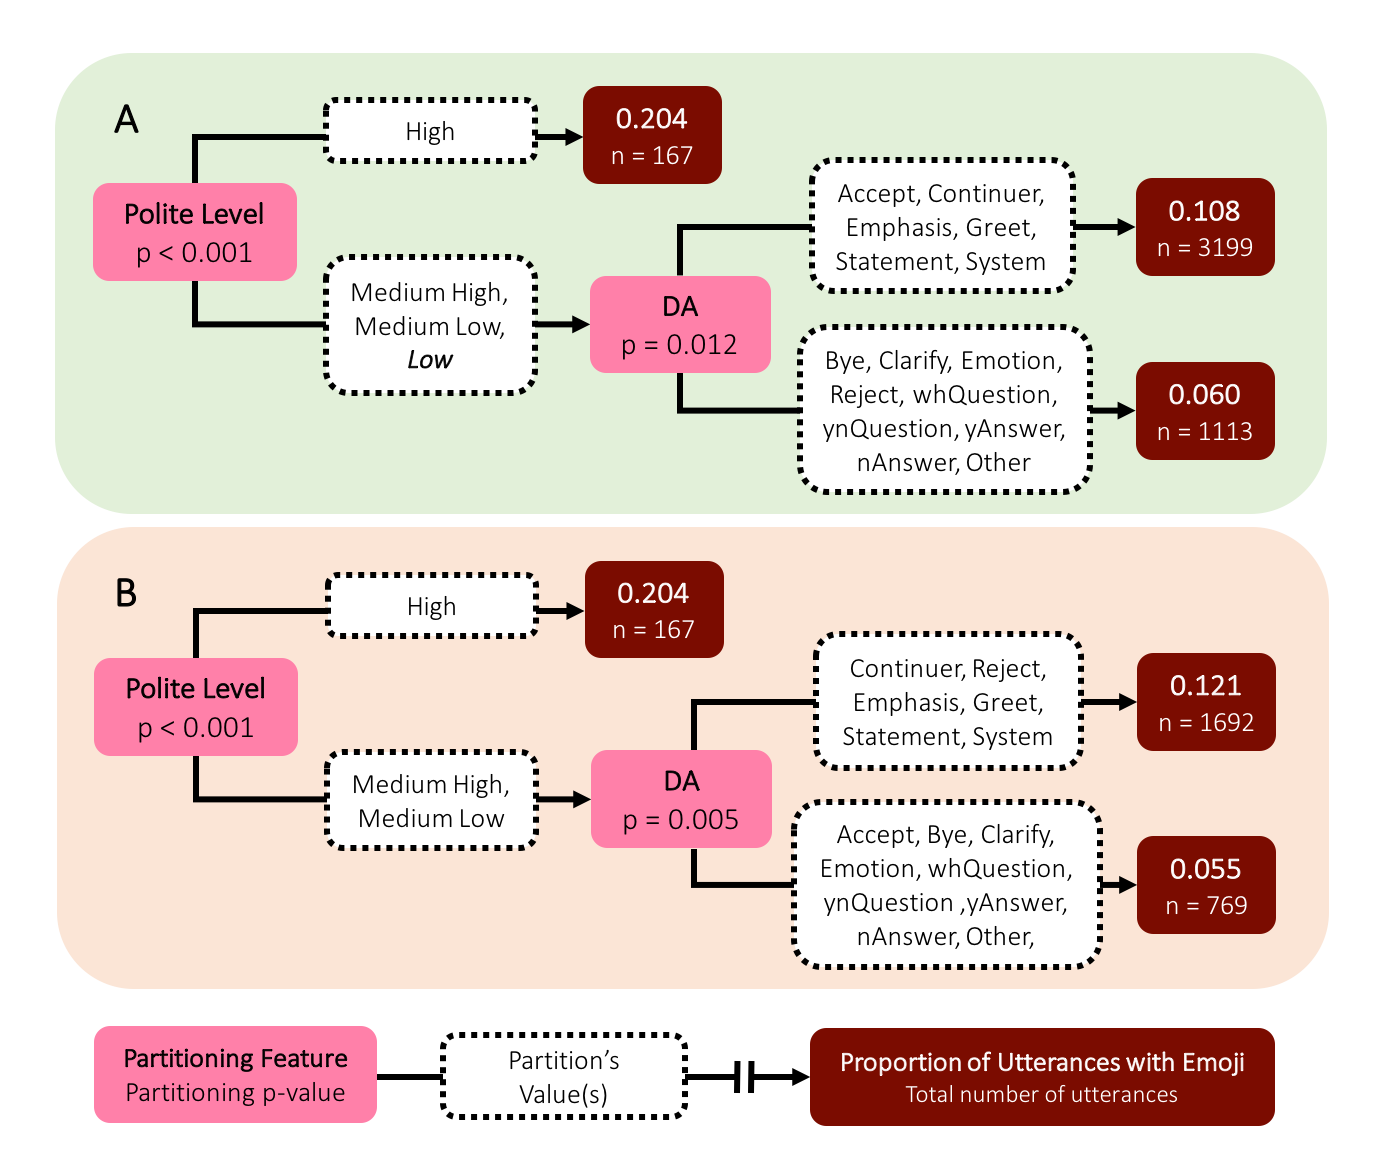 A
Polite Level
p < 0.001
High
0.204
n = 167
Medium High,
Medium Low,
Low
DA
p = 0.012
Accept, Continuer,
Emphasis, Greet,
Statement, System
0.108
n = 3199
Bye, Clarify, Emotion,
Reject, whQuestion,
ynQuestion, yAnswer,
nAnswer, Other
0.060
n = 1113
B
Polite Level
p < 0.001
High
0.204
n = 167
Medium High,
Medium Low
DA
p = 0.005
Continuer, Reject,
Emphasis, Greet,
Statement, System
0.121
n = 1692
Accept, Bye, Clarify,
Emotion, whQuestion,
ynQuestion ,yAnswer,
nAnswer, Other,
0.055
n = 769
Partitioning Feature
Partitioning p-value
Partition’s
Value(s)
Proportion of Utterances with Emoji
Total number of utterances